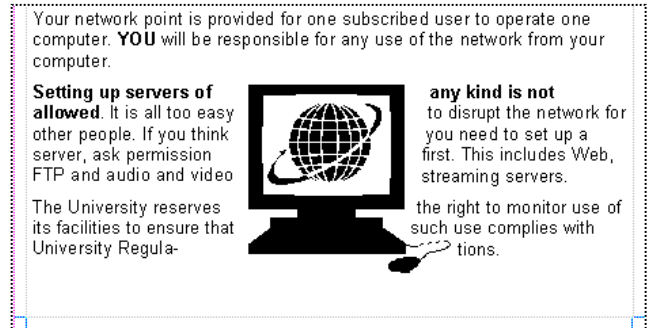 Your network point is provided for one subscribed user to operate one
computer. YOU will be responsible for any use of the network from your
computer.
Setting up servers of any kind is not
allowed. It is all too easy to disrupt the network for
other people. If you think you need to set up a
server, ask permission first. This includes Web,
FTP and audio and video streaming servers.
The University reserves the right to monitor use of
its facilities to ensure that such use complies with
University Regula- tions.